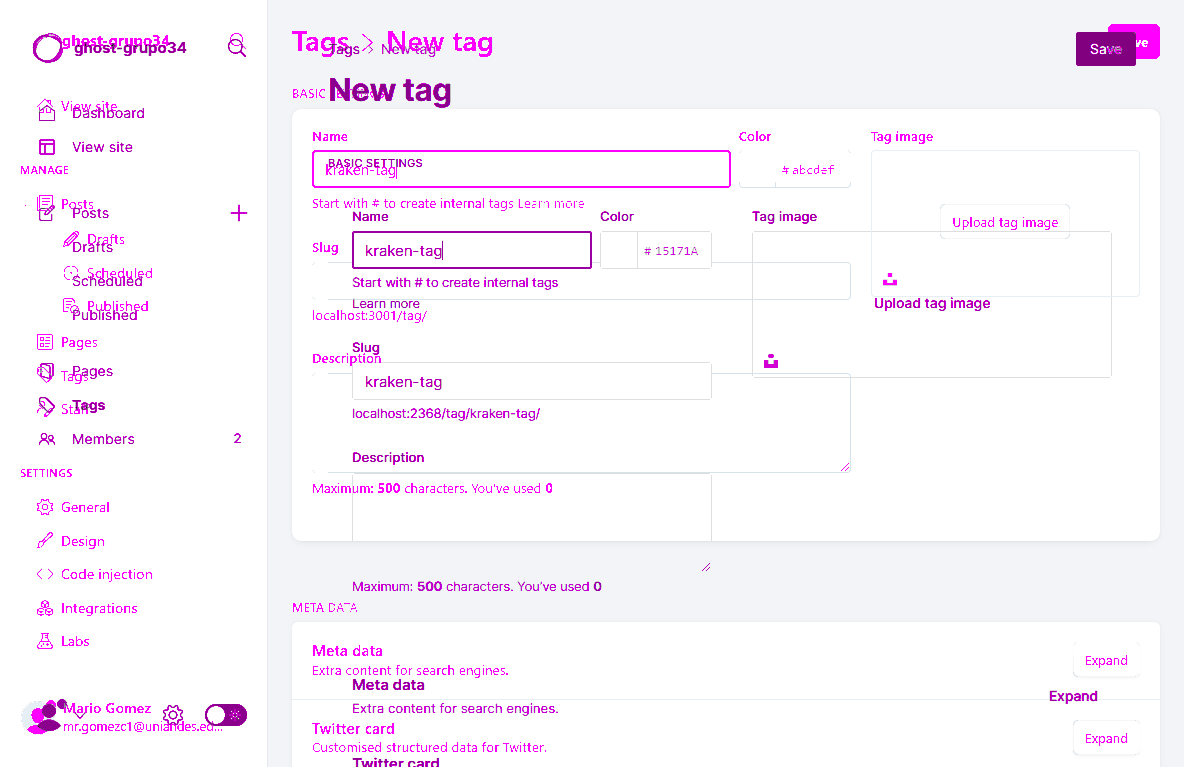 ghost-grupo34
ghost-grupo34
Tags > New tag
Tags > New tag
Save
New tag
BASIC
View site
Dashboard
View site
MANAGE
Posts
Posts
Drafts
Drafts
Scheduled
Scheduled
Published
Published
Pages
Pages
Tags
Tags
Staff
Members 2
SETTINGS
General
Design
Code injection
Integrations
Labs
Mario Gomez
mr.gomezc1@uniandes.ed...
Name
Color
Tag image
BASIC SETTINGS
kraken-tag
# abcdef
Start with # to create internal tags Learn more
Upload tag image
Name
Color
Tag image
Slug
kraken-tag
# 15171A
Start with # to create internal tags
Learn more
Upload tag image
localhost:3001/tag/
Slug
Description
kraken-tag
localhost:2368/tag/kraken-tag/
Description
Maximum: 500 characters. You've used 0
Maximum: 500 characters. You've used 0
META DATA
Meta data
Extra content for search engines.
Expand
Meta data
Extra content for search engines.
Expand
Twitter card
Customised structured data for Twitter.
Expand
Twitter card